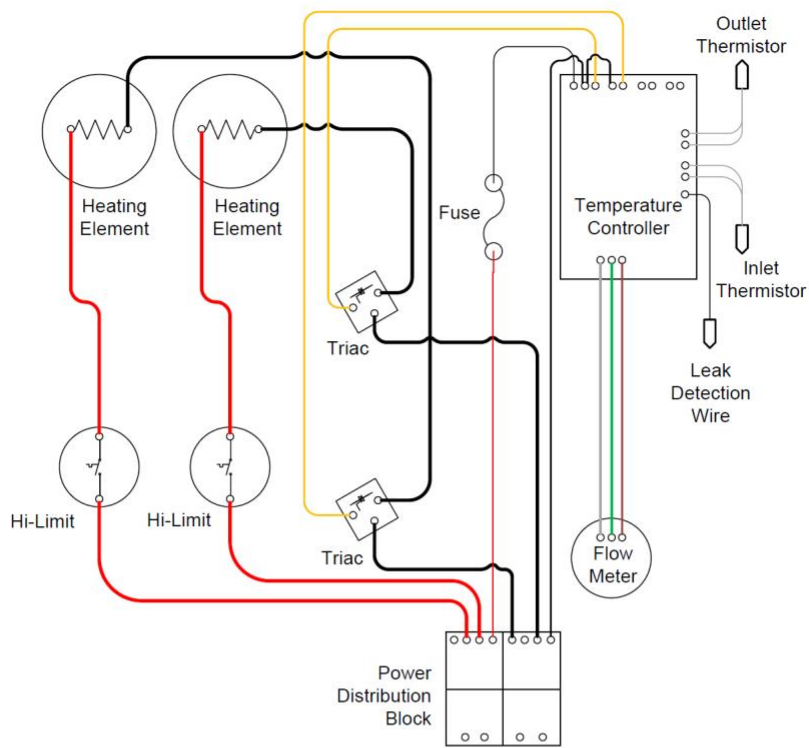 Outlet
Thermistor
Heating
Element
Heating
Element
Fuse
Temperature
Controller
Inlet
Thermistor
Triac
Leak
Detection
Wire
Hi-Limit
Hi-Limit
Triac
Flow
Meter
Power
Distribution
Block